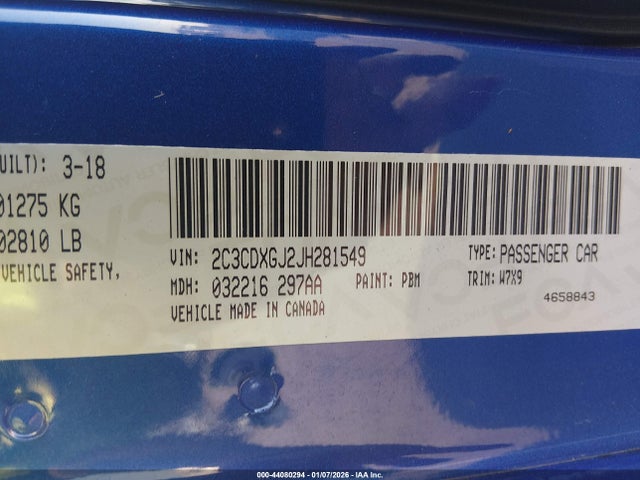 UILT): 3-18
01275 KG
02810 LB
VEHICLE SAFETY,
VIN: 2C3CDXGJ2JH281549 TYPE: PASSENGER CAR
MDH: 032216 297AA PAINT: PBM TRIM: W7X9
VEHICLE MADE IN CANADA 4658843
000-44080294 - 01/07/2026 - IAA Inc.